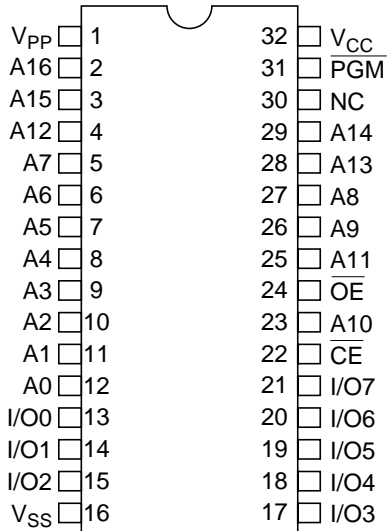 VPP 1 32 VCC
A16 2 31 PGM
A15 3 30 NC
A12 4 29 A14
A7 5 28 A13
A6 6 27 A8
A5 7 26 A9
A4 8 25 A11
A3 9 24 OE
A2 10 23 A10
A1 11 22 CE
A0 12 21 I/O7
I/O0 13 20 I/O6
I/O1 14 19 I/O5
I/O2 15 18 I/O4
VSS 16 17 I/O3